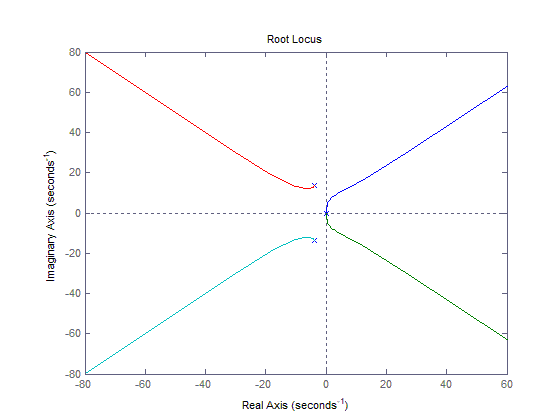 Root Locus
80
60
40
20
0
-20
-40
-60
-80
Imaginary Axis (seconds⁻¹)
-80 -60 -40 -20 0 20 40 60
Real Axis (seconds⁻¹)